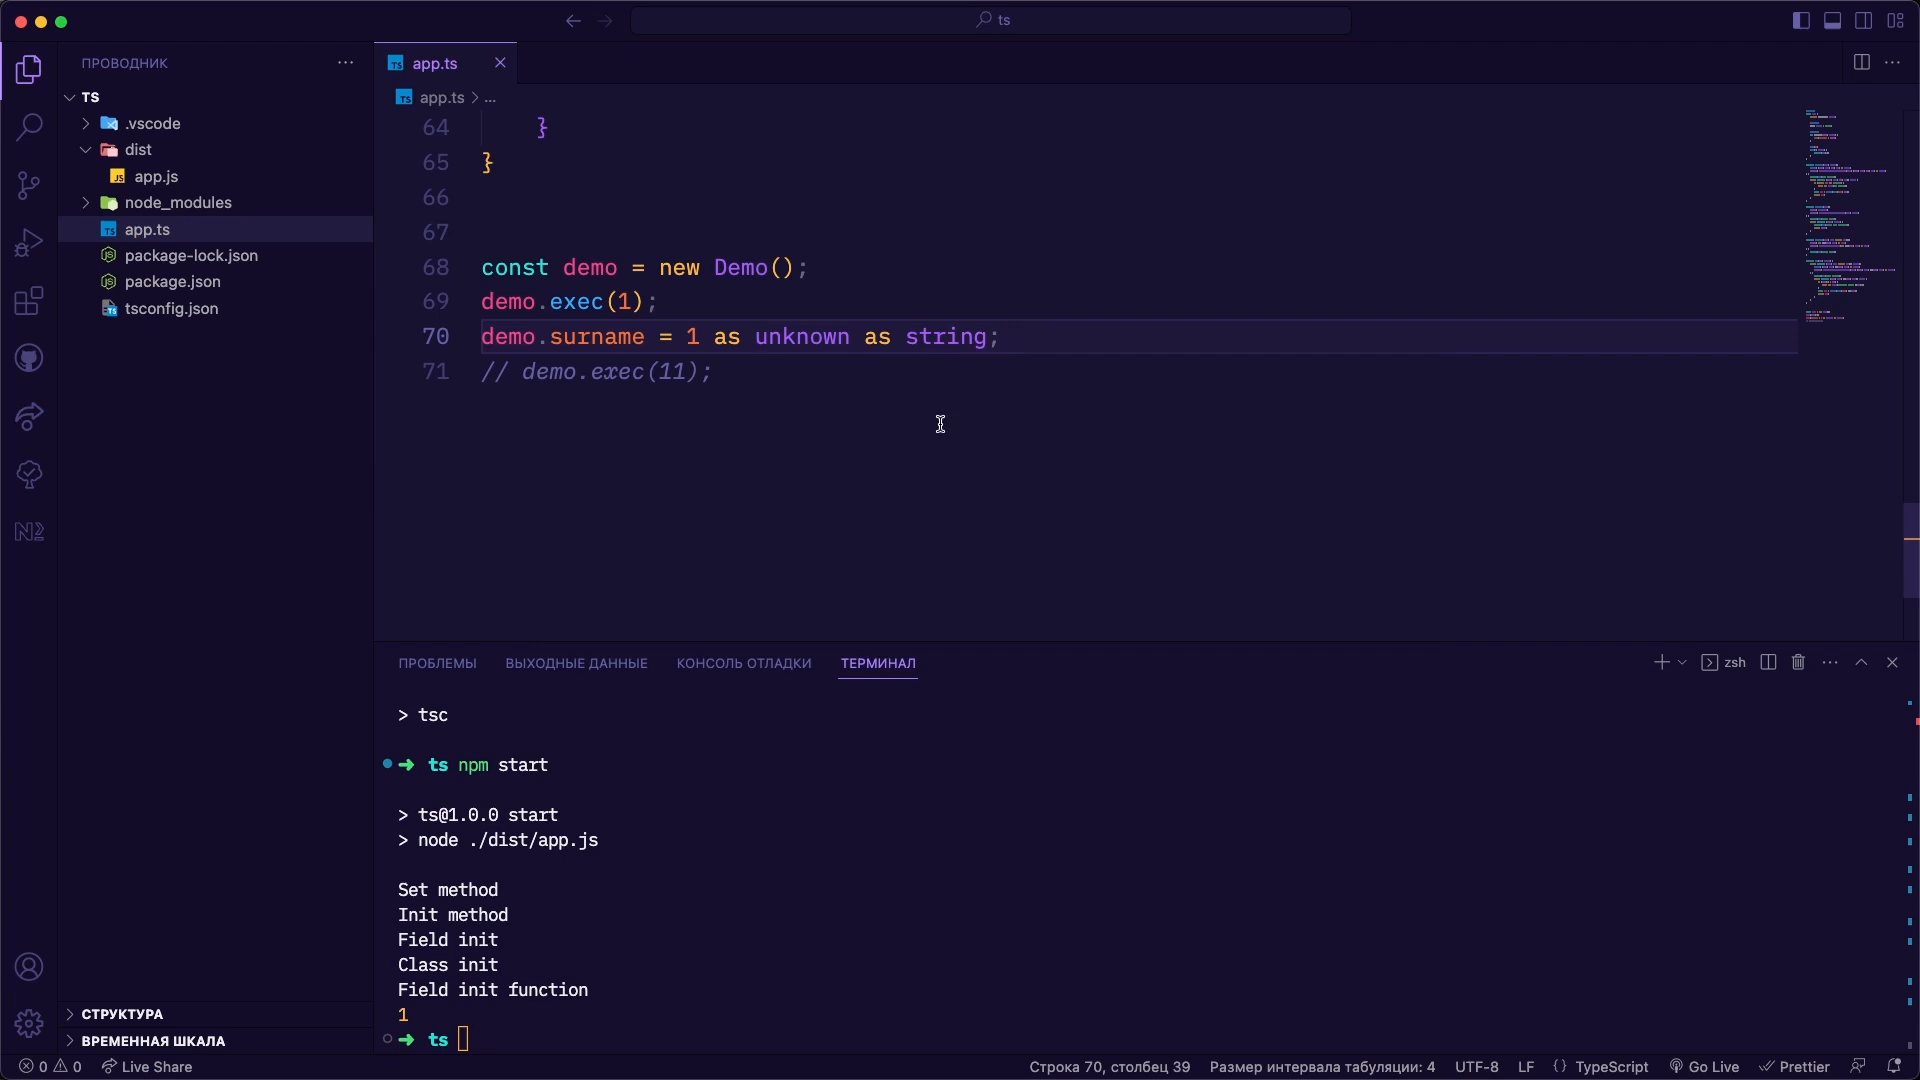 ts
ПРОВОДНИК
TS
.vscode
dist
app.js
node_modules
app.ts
package-lock.json
package.json
tsconfig.json
СТРУКТУРА
ВРЕМЕННАЯ ШКАЛА
app.ts
app.ts > ...
64 }
65 }
66
67
68 const demo = new Demo();
69 demo.exec(1);
70 demo.surname = 1 as unknown as string;
71 // demo.exec(11);
ПРОБЛЕМЫ ВЫХОДНЫЕ ДАННЫЕ КОНСОЛЬ ОТЛАДКИ ТЕРМИНАЛ
zsh
> tsc
➜ ts npm start
> ts@1.0.0 start
> node ./dist/app.js
Set method
Init method
Field init
Class init
Field init function
1
➜ ts
0 0 Live Share Строка 70, столбец 39 Размер интервала табуляции: 4 UTF-8 LF {} TypeScript Go Live Prettier